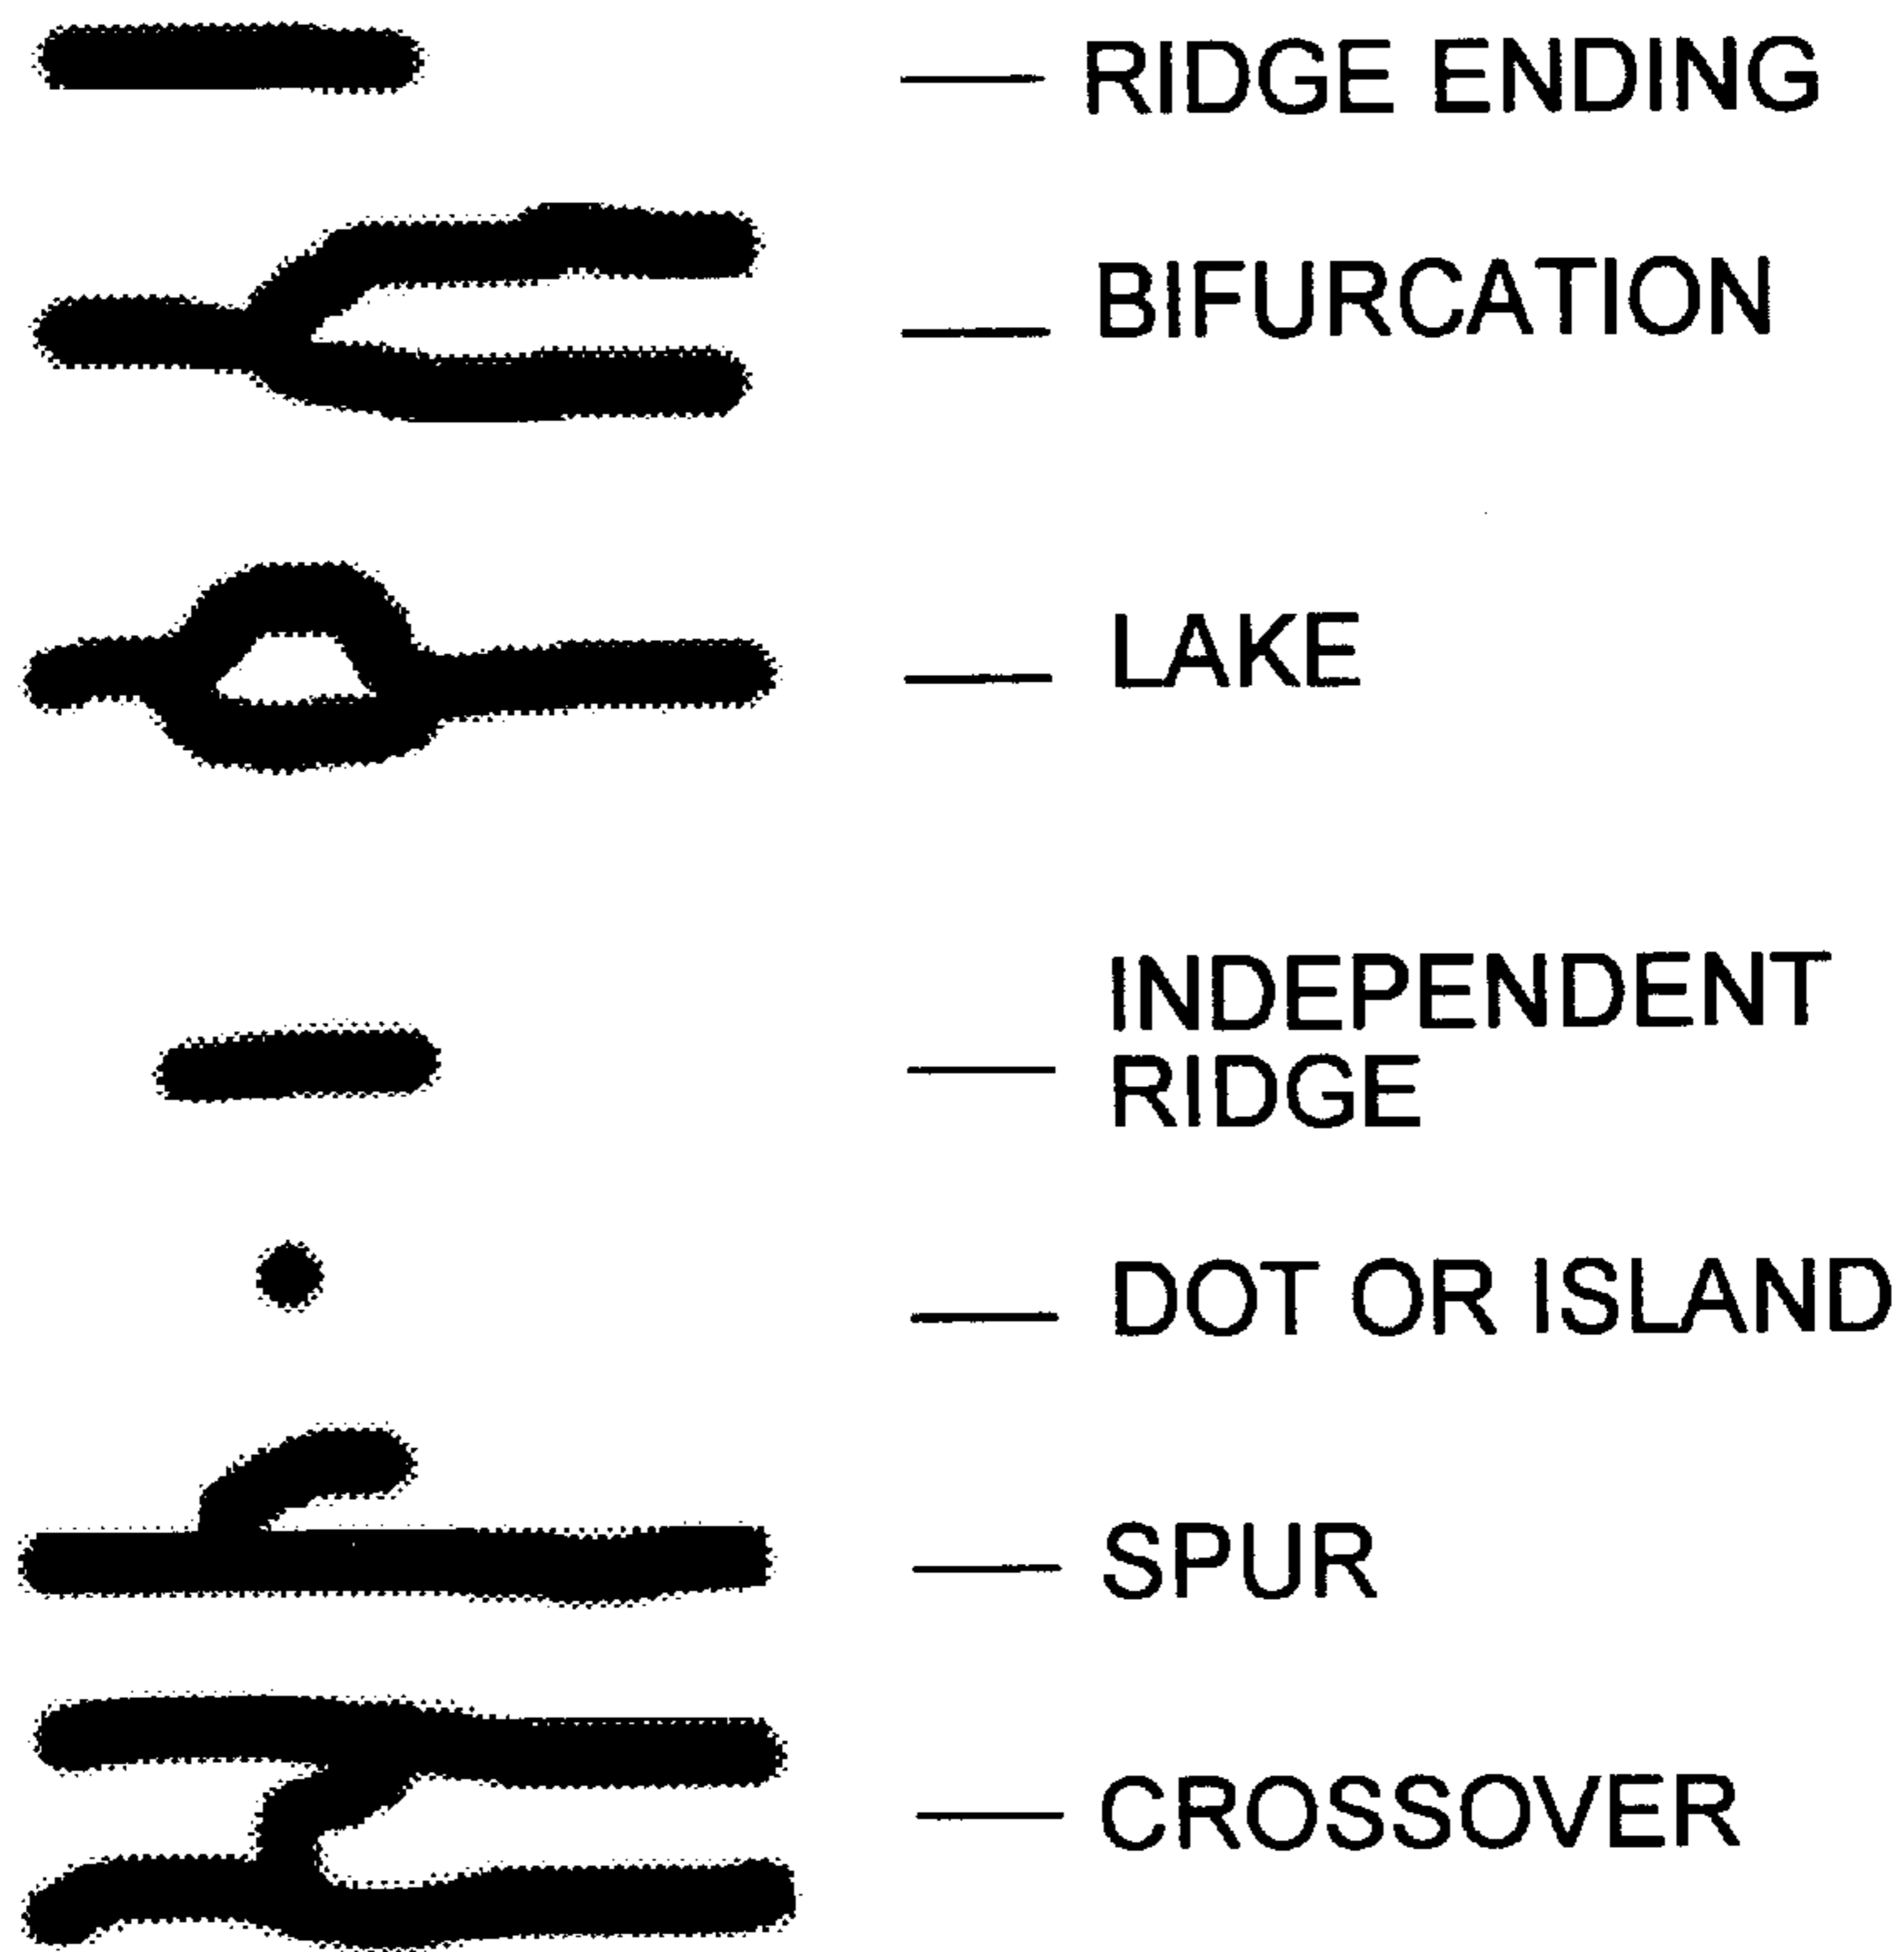 RIDGE ENDING
BIFURCATION
LAKE
INDEPENDENT
RIDGE
DOT OR ISLAND
SPUR
CROSSOVER